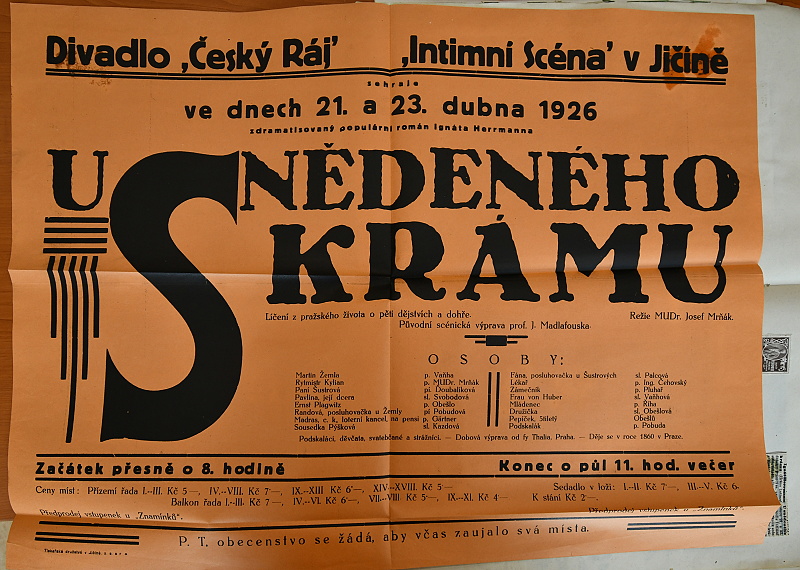 Divadlo ‚Český Ráj' ‚Intimní Scéna' v Jičíně
sehraje
ve dnech 21. a 23. dubna 1926
zdramatisovaný populární román Ignáta Herrmanna
U SNĚDENÉHO
KRÁMU
Líčení z pražského života o pěti dějstvích a dohře. Režie MUDr. Josef Mrňák.
Původní scénická výprava prof. J. Madlafouska
OSOBY:
Martin Žemla p. Vaňha Fána, posluhovačka u Šustrových sl. Palcová
Rytmistr Kylian p. MUDr. Mrňák Lékař p. Ing. Čehovský
Paní Šustrová pí. Doubalíková Zámečník p. Pluhař
Pavlína, její dcera sl. Svobodová Frau von Huber sl. Vaňhová
Ernst Plagwitz p. Obešlo Mládenec p. Říha
Randová, posluhovačka u Žemly pí Pobudová Družička sl. Obešlová
Madras, c. k. loterní kancel. na pensi p. Gärtner Pepíček, 5letý Obešlů
Sousedka Pýšková sl. Kazdová Podskalák p. Pobuda
Podskaláci, děvčata, svatebčané a strážníci. — Dobová výprava od fy Thalia, Praha. — Děje se v roce 1860 v Praze.
Začátek přesně o 8. hodině Konec o půl 11. hod. večer
Ceny míst: Přízemí řada I.–III. Kč 5—, IV.–VIII. Kč 7—, IX.–XIII Kč 6—, XIV–XVIII. Kč 5— Sedadlo v loži: I.–II. Kč 7—, III.–V. Kč 6.
Balkon řada I.–III. Kč 7—, IV.–VI. Kč 6—, VII.–VIII Kč 5—, IX.–XI. Kč 4— K stání Kč 2—.
Předprodej vstupenek u „Znamínků". Předprodej vstupenek u „Znamínků"
P. T. obecenstvo se žádá, aby včas zaujalo svá místa.